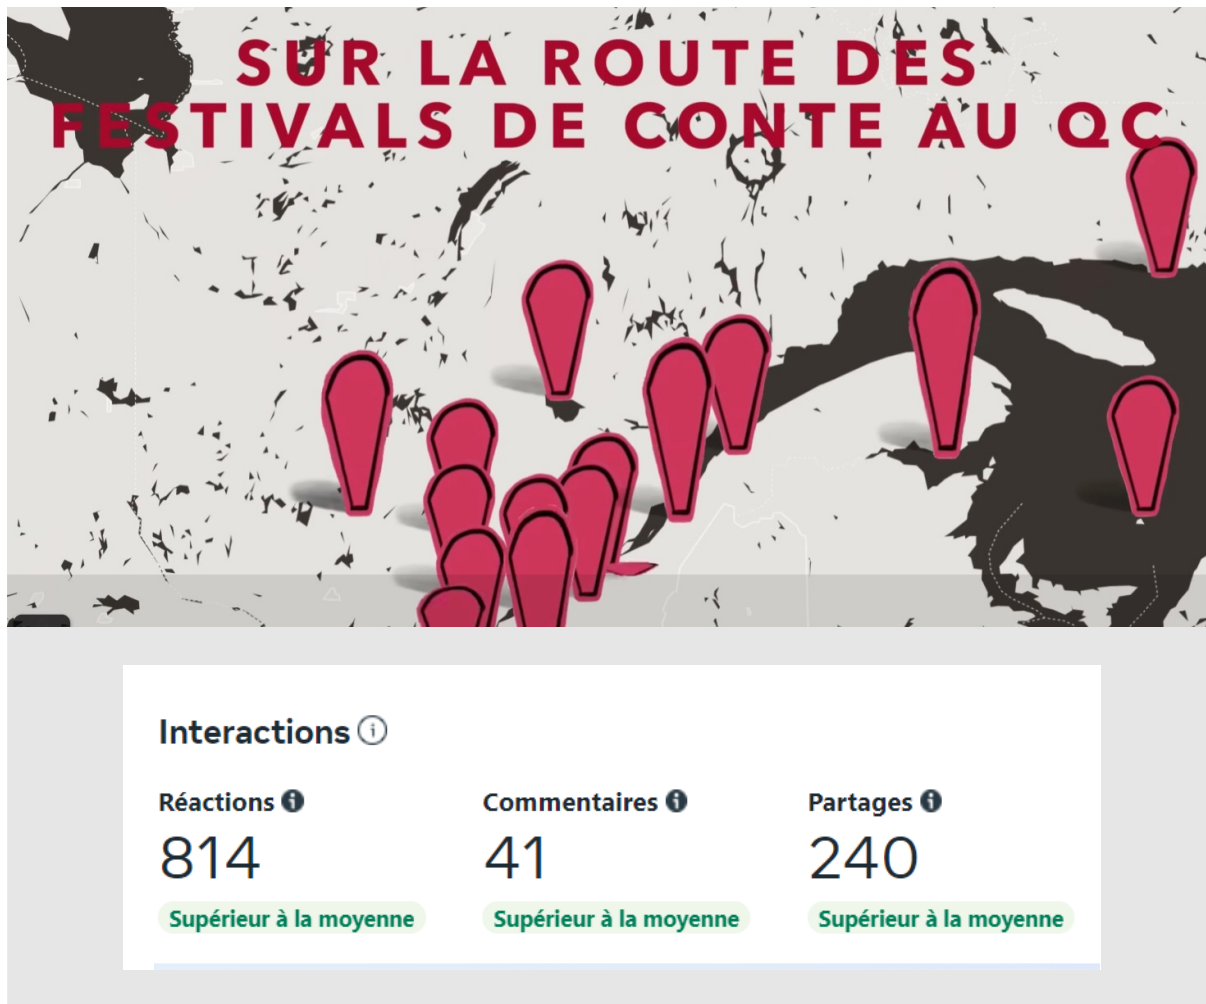 SUR LA ROUTE DES
FESTIVALS DE CONTE AU QC
Interactions
Réactions Commentaires Partages
814 41 240
Supérieur à la moyenne Supérieur à la moyenne Supérieur à la moyenne